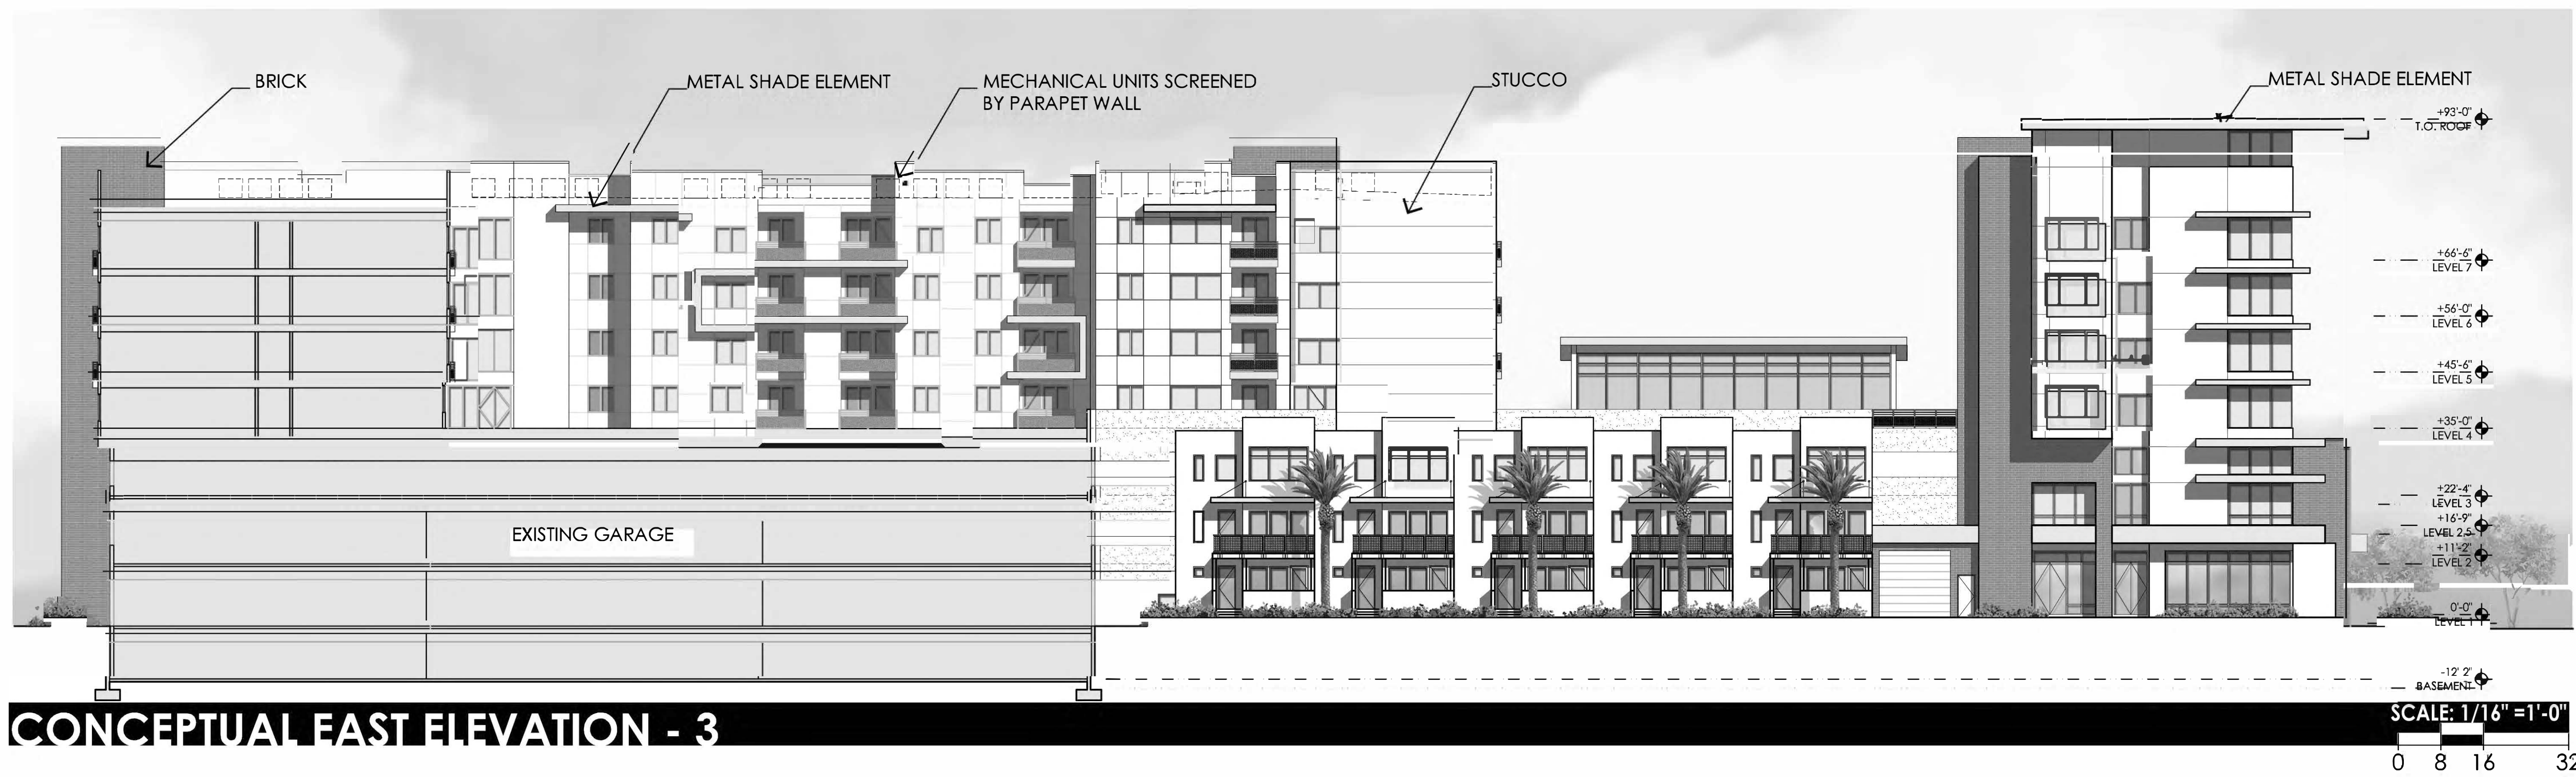 BRICK
METAL SHADE ELEMENT
MECHANICAL UNITS SCREENED
BY PARAPET WALL
STUCCO
METAL SHADE ELEMENT
+93'-0"
T.O. ROOF
+66'-6"
LEVEL 7
+56'-0"
LEVEL 6
+45'-6"
LEVEL 5
+35'-0"
LEVEL 4
+22'-4"
LEVEL 3
+16'-9"
LEVEL 2.5
+11'-2"
LEVEL 2
EXISTING GARAGE
0'-0"
LEVEL 1
-12' 2"
BASEMENT
CONCEPTUAL EAST ELEVATION - 3
SCALE: 1/16" =1'-0"
0 8 16 32